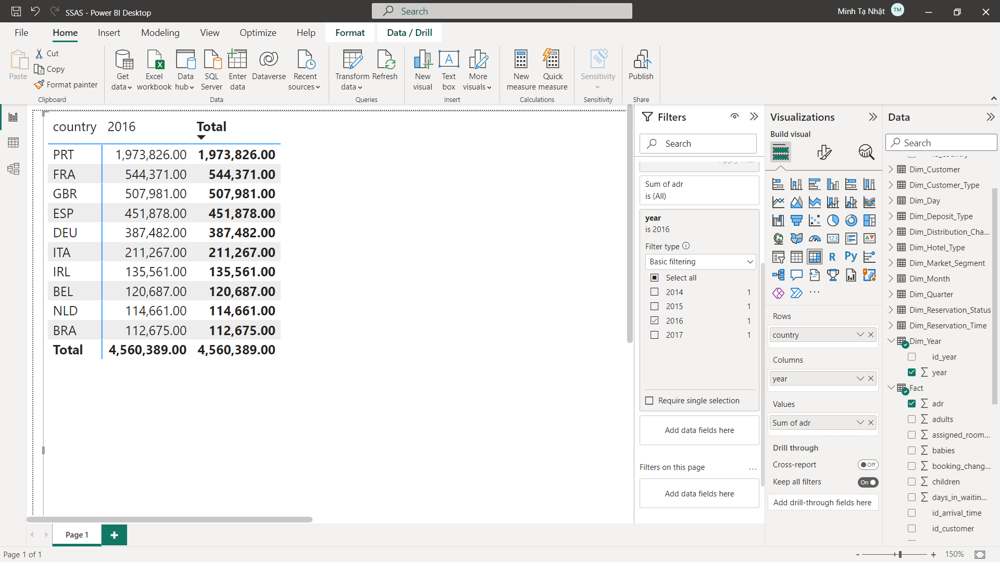 SSAS - Power BI Desktop
Search
Minh Tạ Nhật
TM
File
Home
Insert
Modeling
View
Optimize
Help
Format
Data / Drill
Paste
Cut
Copy
Format painter
Clipboard
Get data
Excel workbook
Data hub
SQL Server
Enter data
Dataverse
Recent sources
Data
Transform data
Refresh
Queries
New visual
Text box
More visuals
Insert
New measure
Quick measure
Calculations
Sensitivity
Sensitivity
Publish
Share
country 2016 Total
PRT 1,973,826.00 1,973,826.00
FRA 544,371.00 544,371.00
GBR 507,981.00 507,981.00
ESP 451,878.00 451,878.00
DEU 387,482.00 387,482.00
ITA 211,267.00 211,267.00
IRL 135,561.00 135,561.00
BEL 120,687.00 120,687.00
NLD 114,661.00 114,661.00
BRA 112,675.00 112,675.00
Total 4,560,389.00 4,560,389.00
Filters
Search
Sum of adr
is (All)
year
is 2016
Filter type
Basic filtering
Select all
2014 1
2015 1
2016 1
2017 1
Require single selection
Add data fields here
Filters on this page
...
Add data fields here
Visualizations
Build visual
123
R
Py
...
Rows
country
Columns
year
Values
Sum of adr
Drill through
Cross-report
Off
Keep all filters
On
Add drill-through fields here
Data
Search
id_country
Dim_Customer
Dim_Customer_Type
Dim_Day
Dim_Deposit_Type
Dim_Distribution_Cha...
Dim_Hotel_Type
Dim_Market_Segment
Dim_Month
Dim_Quarter
Dim_Reservation_Status
Dim_Reservation_Time
Dim_Year
id_year
year
Fact
adr
adults
assigned_room...
babies
booking_chang...
children
days_in_waitin...
id_arrival_time
id_customer
Page 1
Page 1 of 1
- + 150%